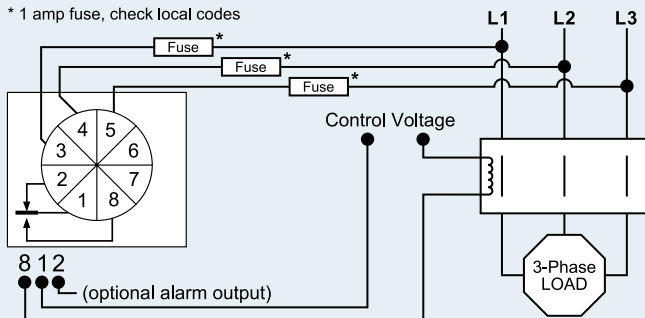 * 1 amp fuse, check local codes
L1 L2 L3
Fuse *
Fuse *
Fuse *
Control Voltage
4 5
3 6
2 7
1 8
8 1 2
(optional alarm output)
3-Phase
LOAD